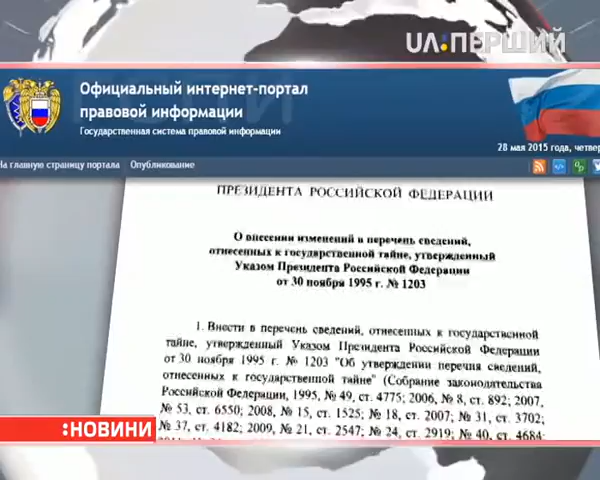 UA:ПЕРШИЙ
Официальный интернет-портал
правовой информации
Государственная система правовой информации
28 мая 2015 года, четвер
на главную страницу портала Опубликование
ПРЕЗИДЕНТА РОССИЙСКОЙ ФЕДЕРАЦИИ
О внесении изменений в перечень сведений,
отнесенных к государственной тайне, утвержденный
Указом Президента Российской Федерации
от 30 ноября 1995 г. № 1203
1. Внести в перечень сведений, отнесенных к государственной
тайне, утвержденный Указом Президента Российской Федерации
от 30 ноября 1995 г. № 1203 "Об утверждении перечня сведений,
отнесенных к государственной тайне" (Собрание законодательства
Российской Федерации, 1995, № 49, ст. 4775; 2006, № 8, ст. 892; 2007,
№ 53, ст. 6550; 2008, № 15, ст. 1525; № 18, ст. 2007; № 31, ст. 3702;
№ 37, ст. 4182; 2009, № 21, ст. 2547; № 24, ст. 2919; № 40, ст. 4684;
:НОВИНИ